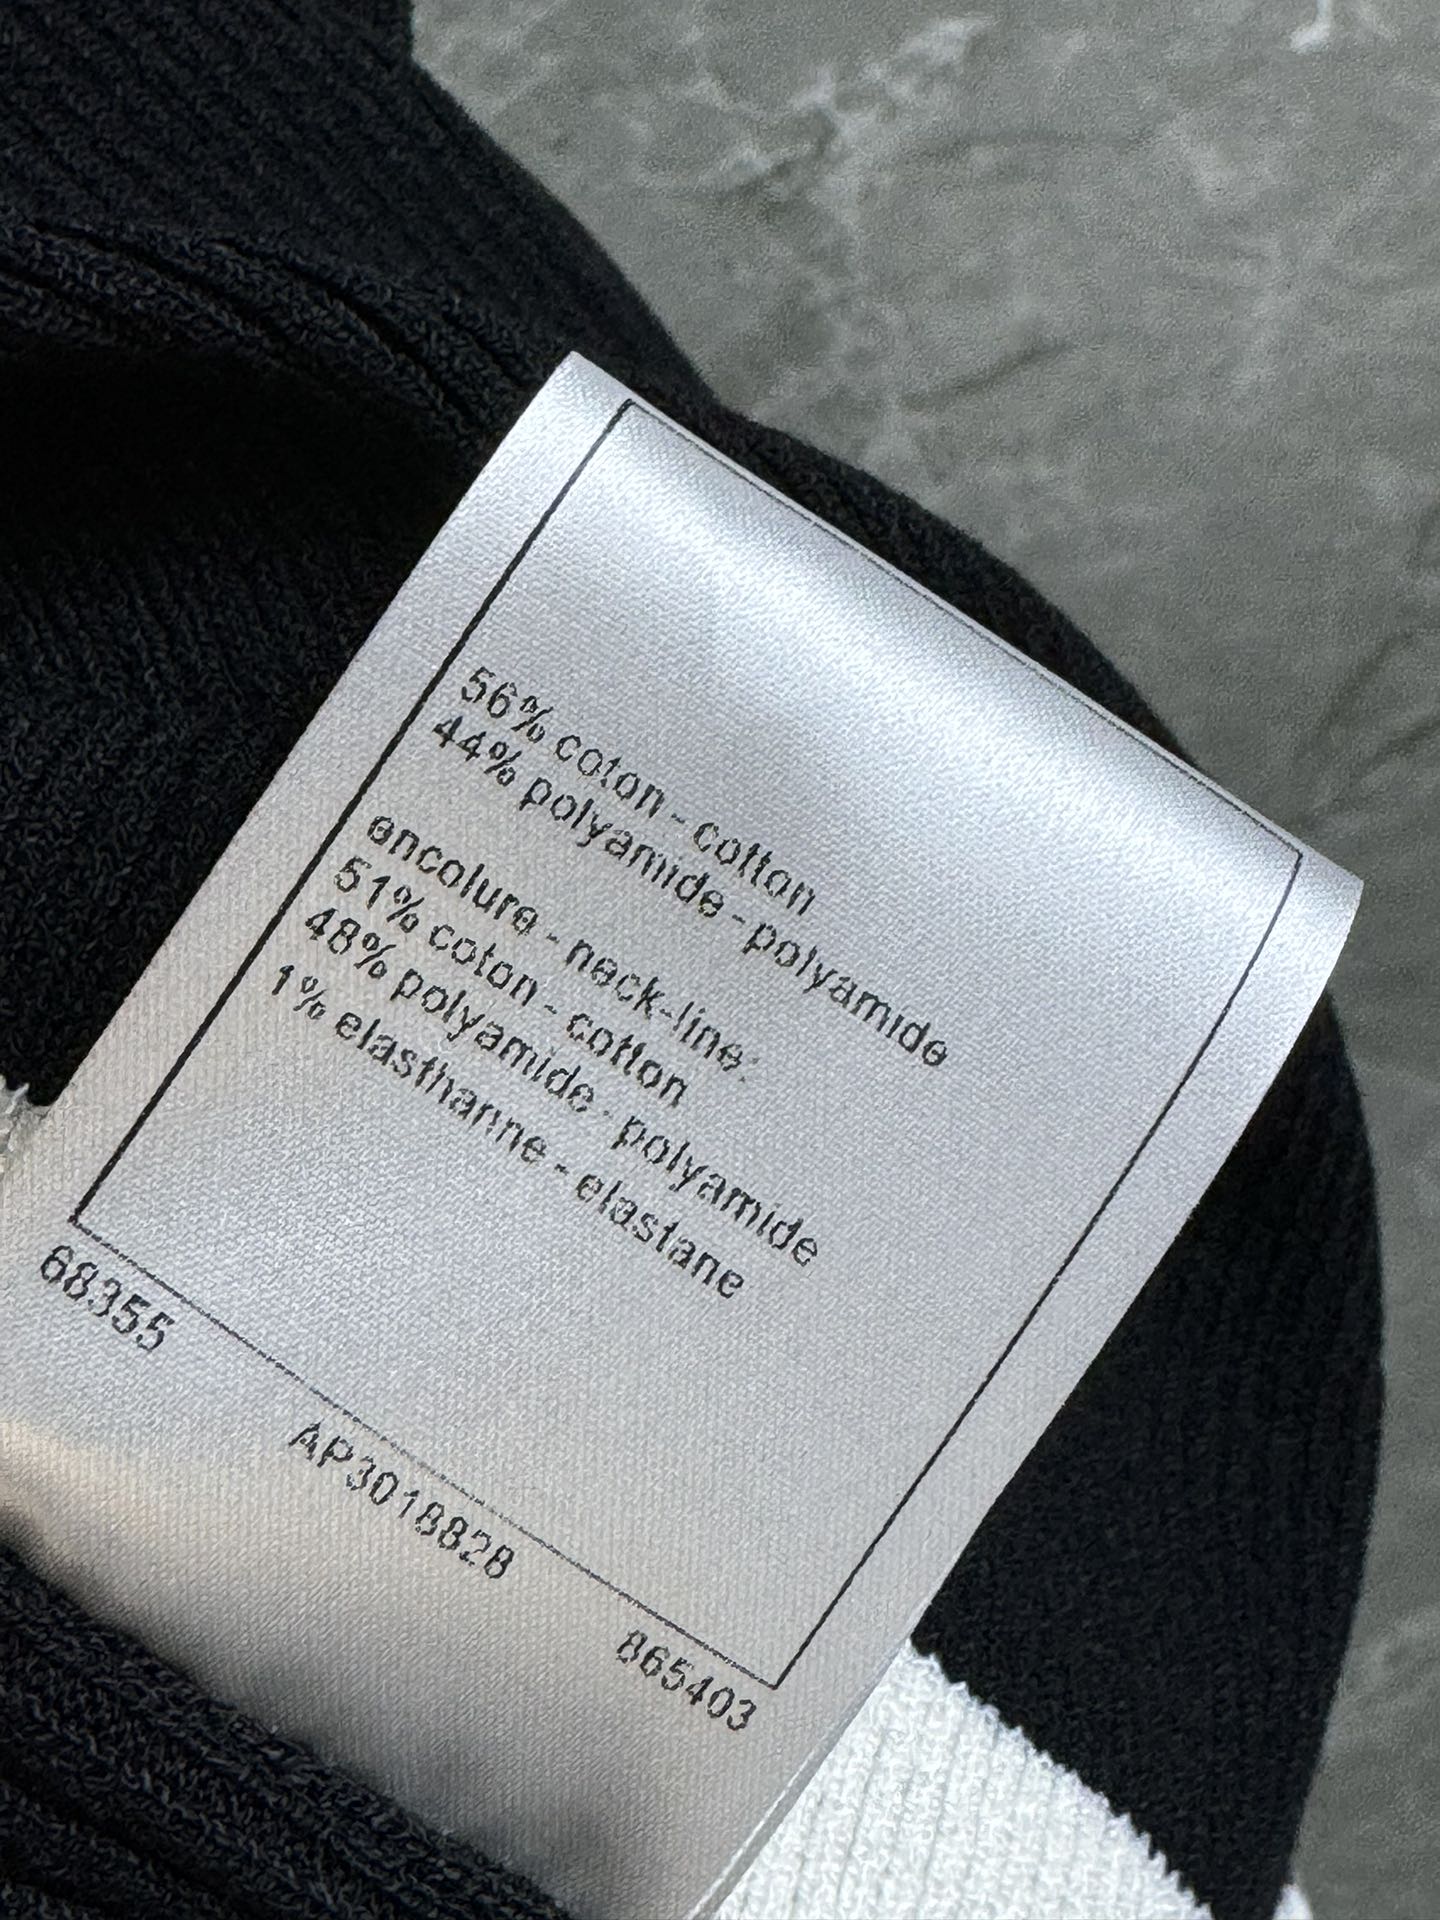 56% coton - cotton
44% polyamide - polyamide
encolure - neck-line:
51% coton - cotton
48% polyamide - polyamide
1% elasthanne - elastane
68355
AP3018828
865403